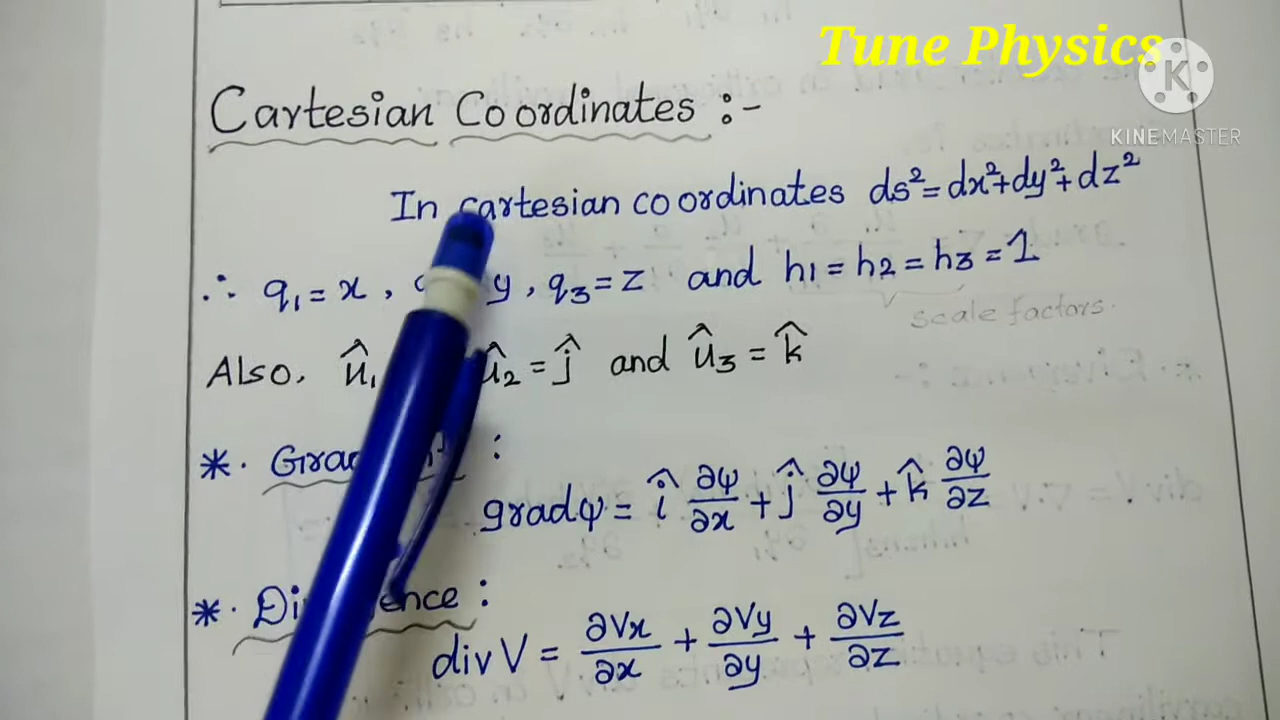 Tune Physics
K
KINEMASTER
Cartesian Coordinates :-
In cartesian coordinates ds² = dx²+dy²+dz²
∴ q₁ = x, y, q₃ = z and h1 = h2 = h3 = 1
scale factors.
Also, û₁ û₂ = ĵ and û₃ = k̂
*. :
gradψ = î ∂ψ/∂x + ĵ ∂ψ/∂y + k̂ ∂ψ/∂z
*. :
div V = ∂Vx/∂x + ∂Vy/∂y + ∂Vz/∂z